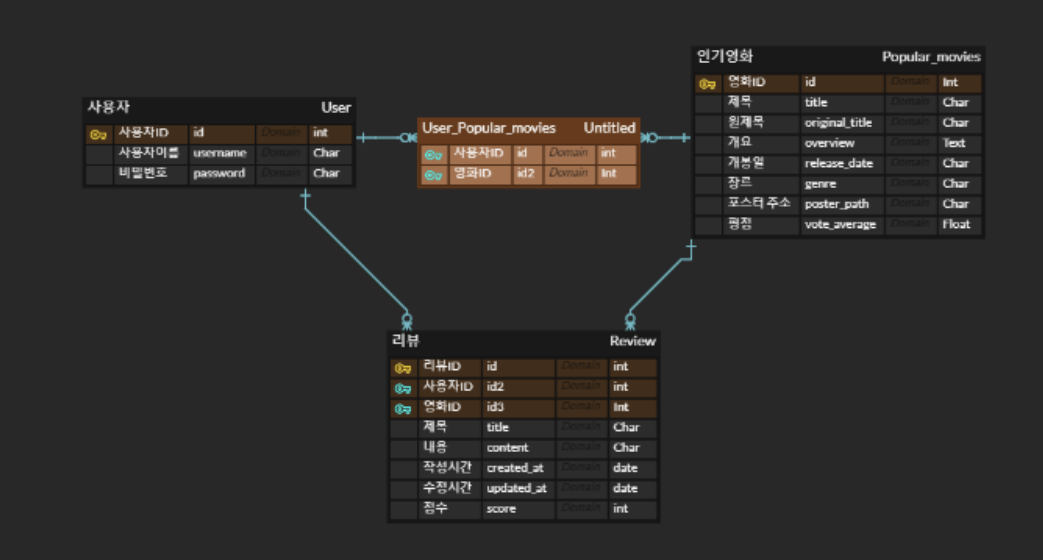 사용자 User
사용자ID id Domain int
사용자이름 username Domain Char
비밀번호 password Domain Char
User_Popular_movies Untitled
사용자ID id Domain int
영화ID id2 Domain Int
인기영화 Popular_movies
영화ID id Domain Int
제목 title Domain Char
원제목 original_title Domain Char
개요 overview Domain Text
개봉일 release_date Domain Char
장르 genre Domain Char
포스터 주소 poster_path Domain Char
평점 vote_average Domain Float
리뷰 Review
리뷰ID id Domain int
사용자ID id2 Domain int
영화ID id3 Domain Int
제목 title Domain Char
내용 content Domain Char
작성시간 created_at Domain date
수정시간 updated_at Domain date
점수 score Domain int